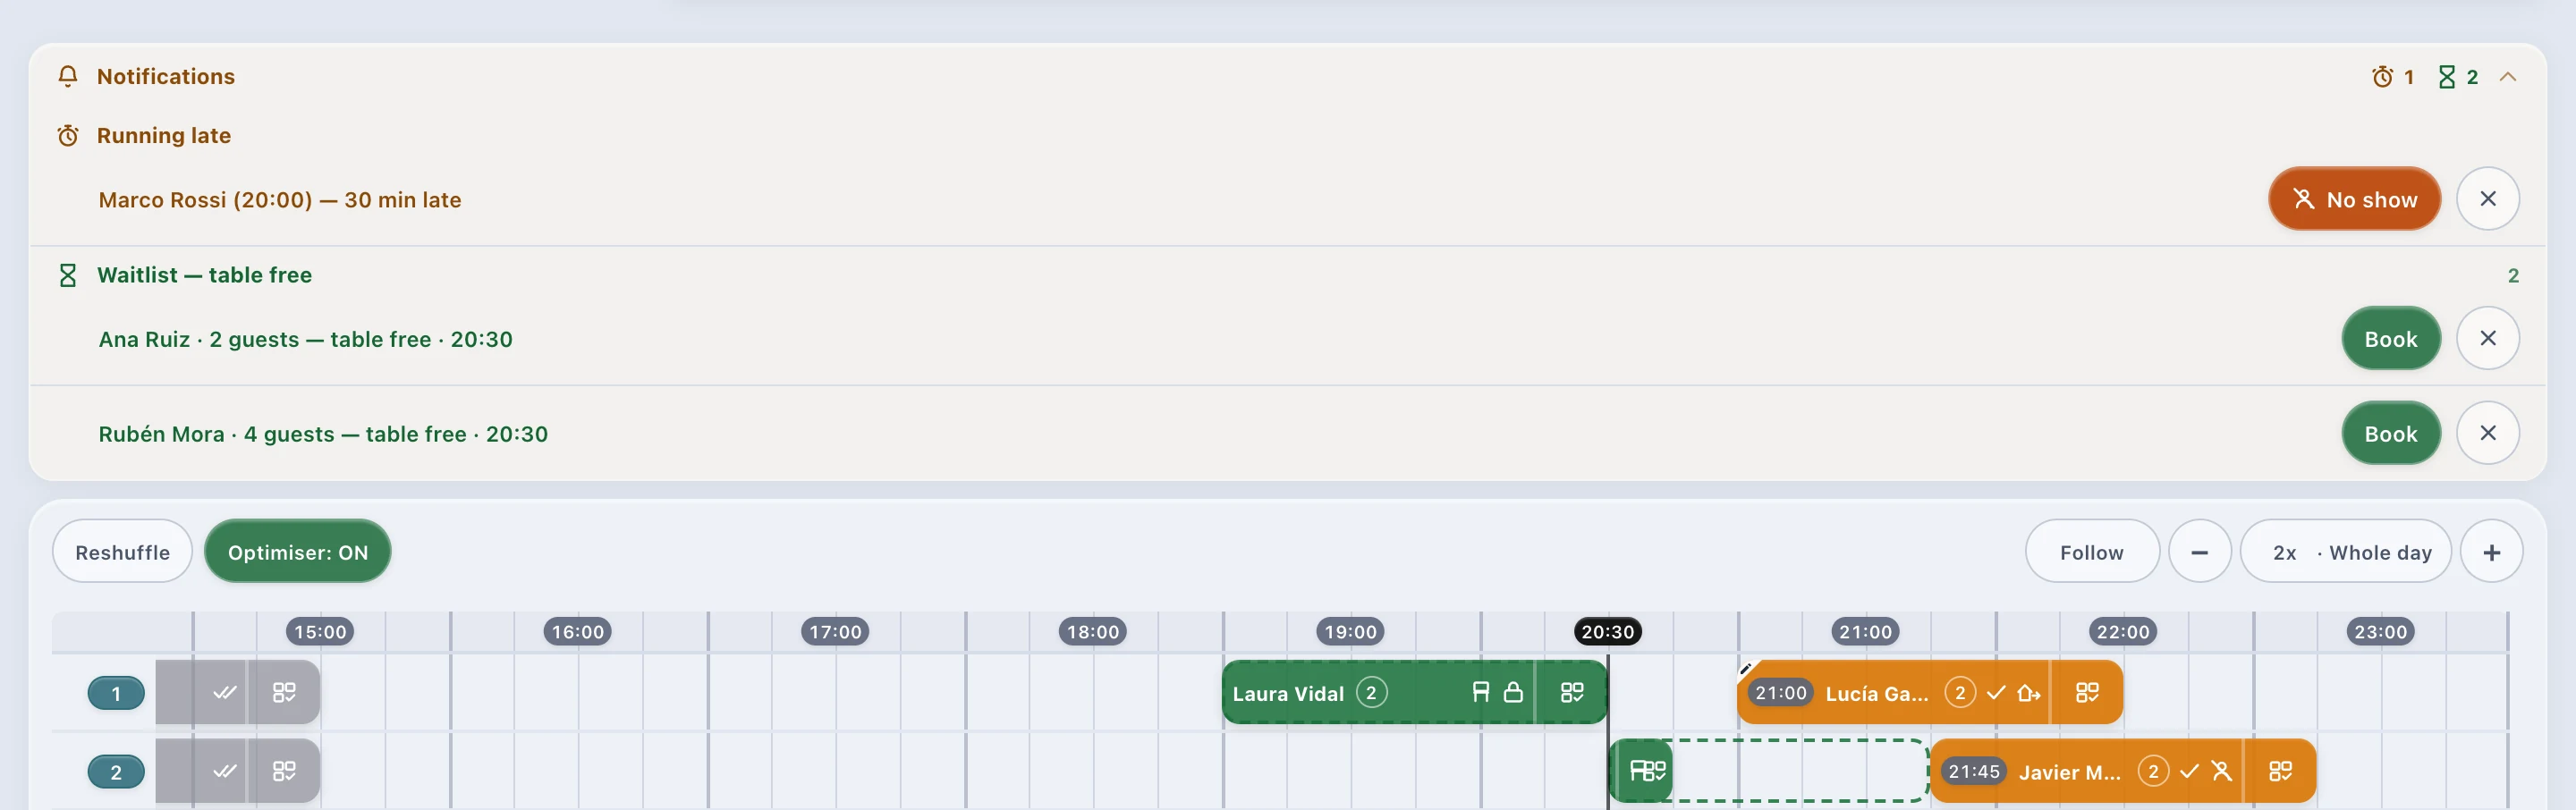 Notifications 1 2
Running late
Marco Rossi (20:00) — 30 min late No show
Waitlist — table free 2
Ana Ruiz · 2 guests — table free · 20:30 Book
Rubén Mora · 4 guests — table free · 20:30 Book
Reshuffle Optimiser: ON Follow − 2x · Whole day +
15:00 16:00 17:00 18:00 19:00 20:30 21:00 22:00 23:00
1 Laura Vidal 2 21:00 Lucía Ga... 2
2 21:45 Javier M... 2